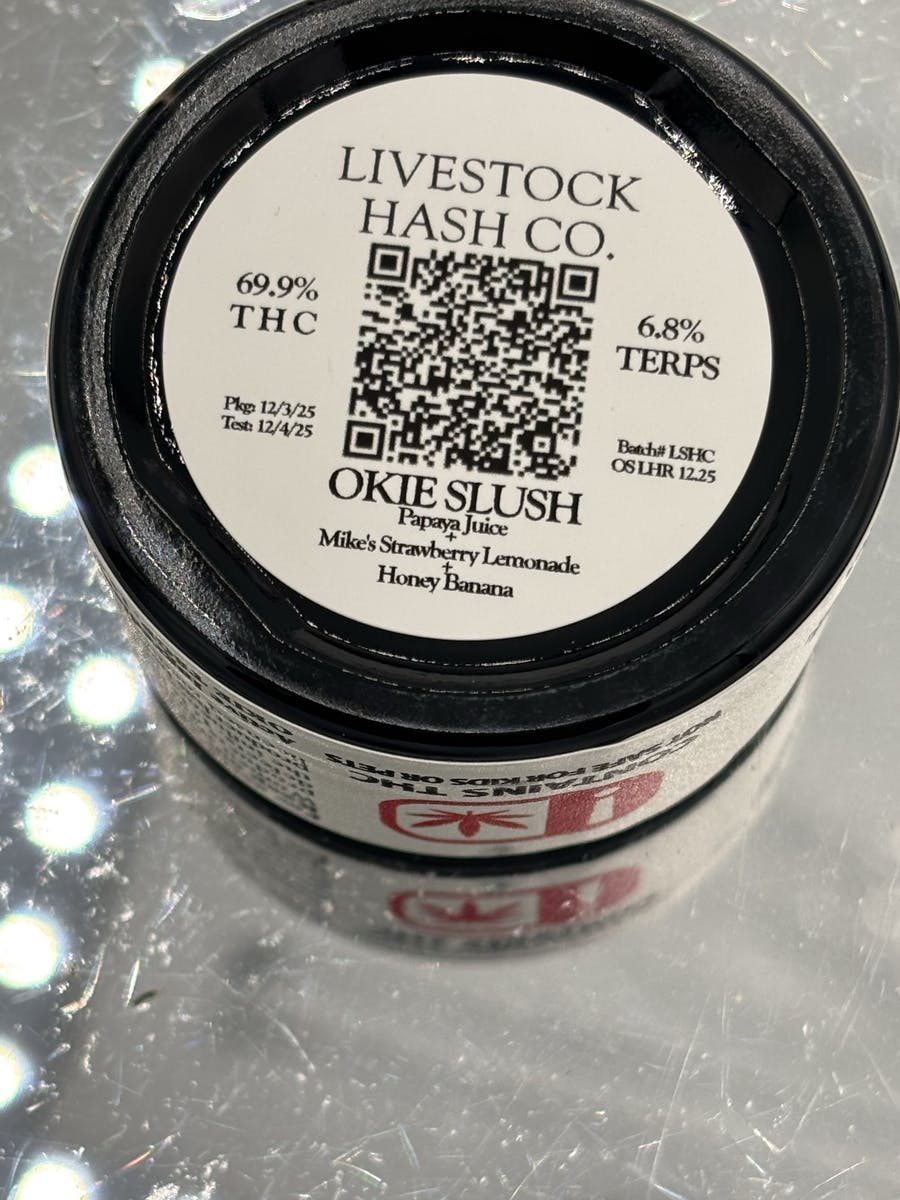 LIVESTOCK
HASH CO.
69.9%
THC
6.8%
TERPS
Pkg: 12/3/25
Test: 12/4/25
Batch# LSHC
OS LHR 12.25
OKIE SLUSH
Papaya Juice
+
Mike's Strawberry Lemonade
+
Honey Banana
CONTAINS THC
NOT SAFE FOR KIDS OR PETS